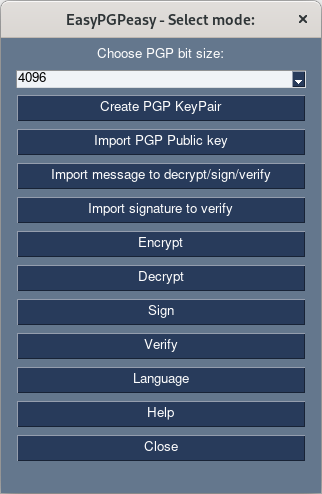 EasyPGPeasy - Select mode:
Choose PGP bit size:
4096
Create PGP KeyPair
Import PGP Public key
Import message to decrypt/sign/verify
Import signature to verify
Encrypt
Decrypt
Sign
Verify
Language
Help
Close